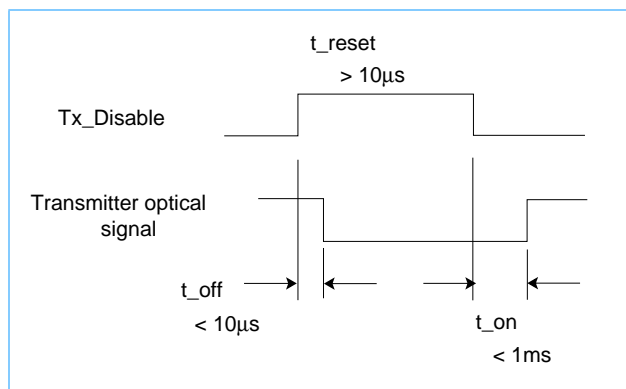 t_reset
> 10μs
Tx_Disable
Transmitter optical
signal
t_off
< 10μs
t_on
< 1ms